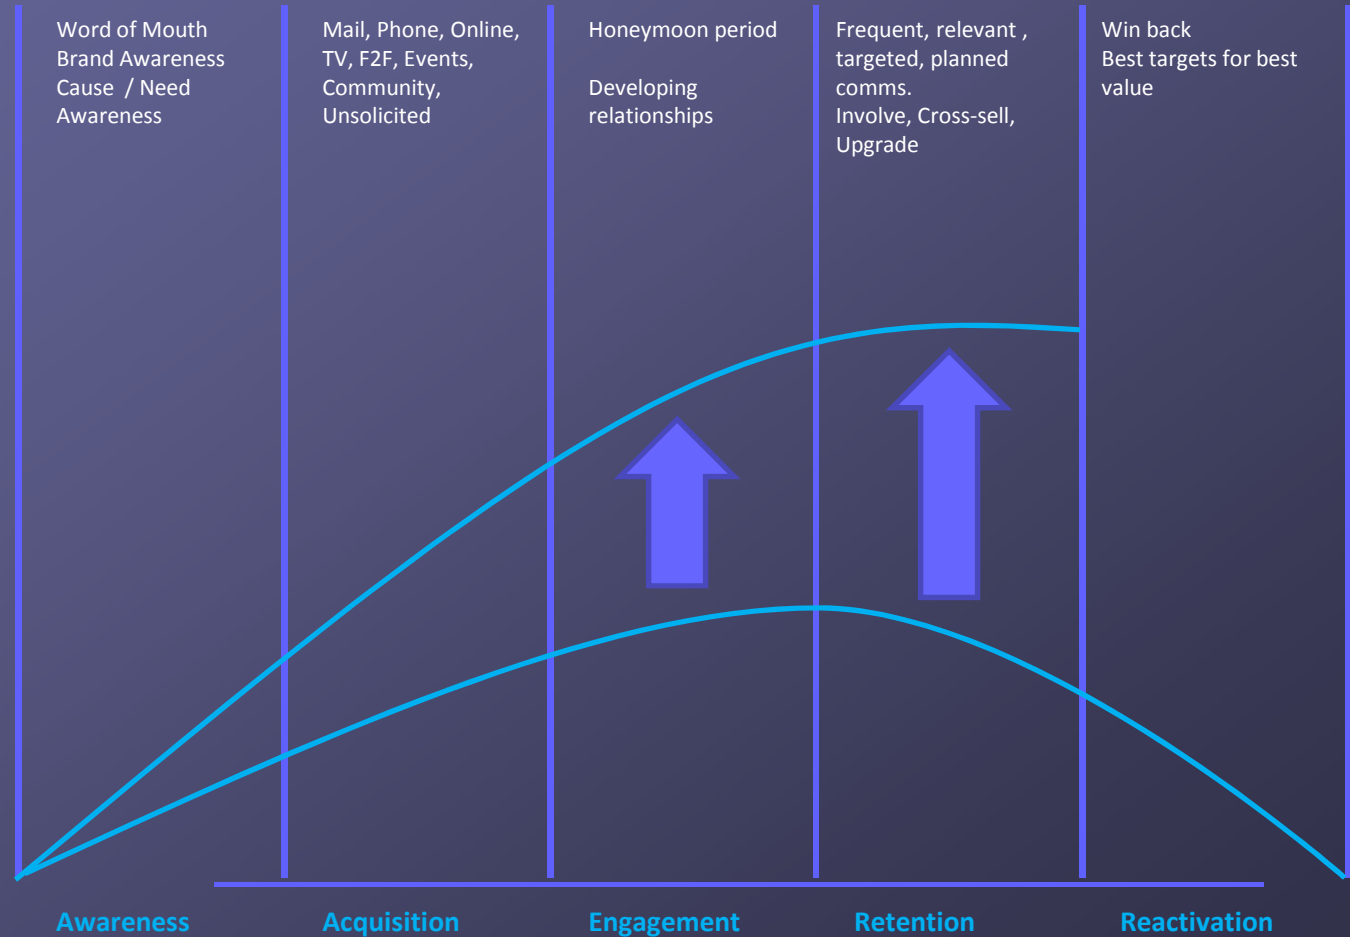 Word of Mouth
Brand Awareness
Cause  / Need
Awareness
Mail, Phone, Online,
TV, F2F, Events,
Community,
Unsolicited
Honeymoon period
Developing
relationships
Frequent, relevant ,
targeted, planned
comms.
Involve, Cross-sell,
Upgrade
Win back
Best targets for best
value
Awareness
Acquisition
Engagement
Retention
Reactivation